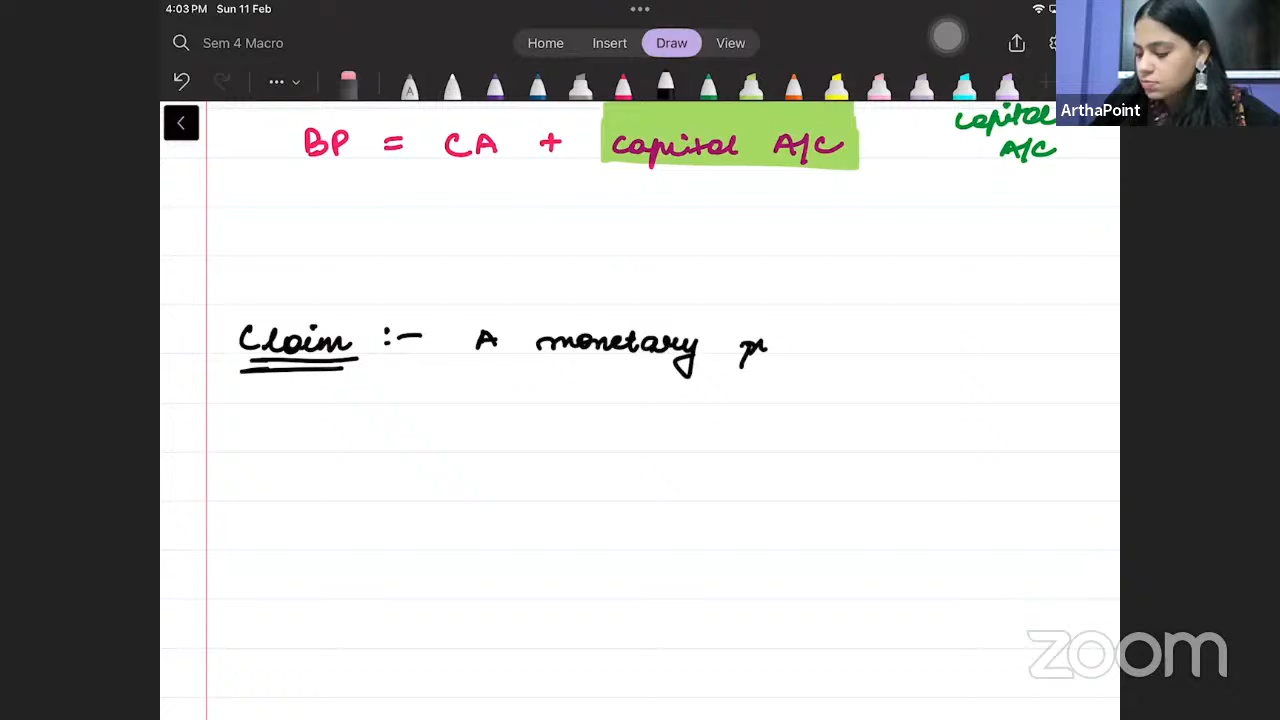 4:03 PM Sun 11 Feb
Sem 4 Macro
Home Insert Draw View
A
ArthaPoint
BP = CA + Capital A/C
Capital
A/C
Claim :- A monetary
zoom